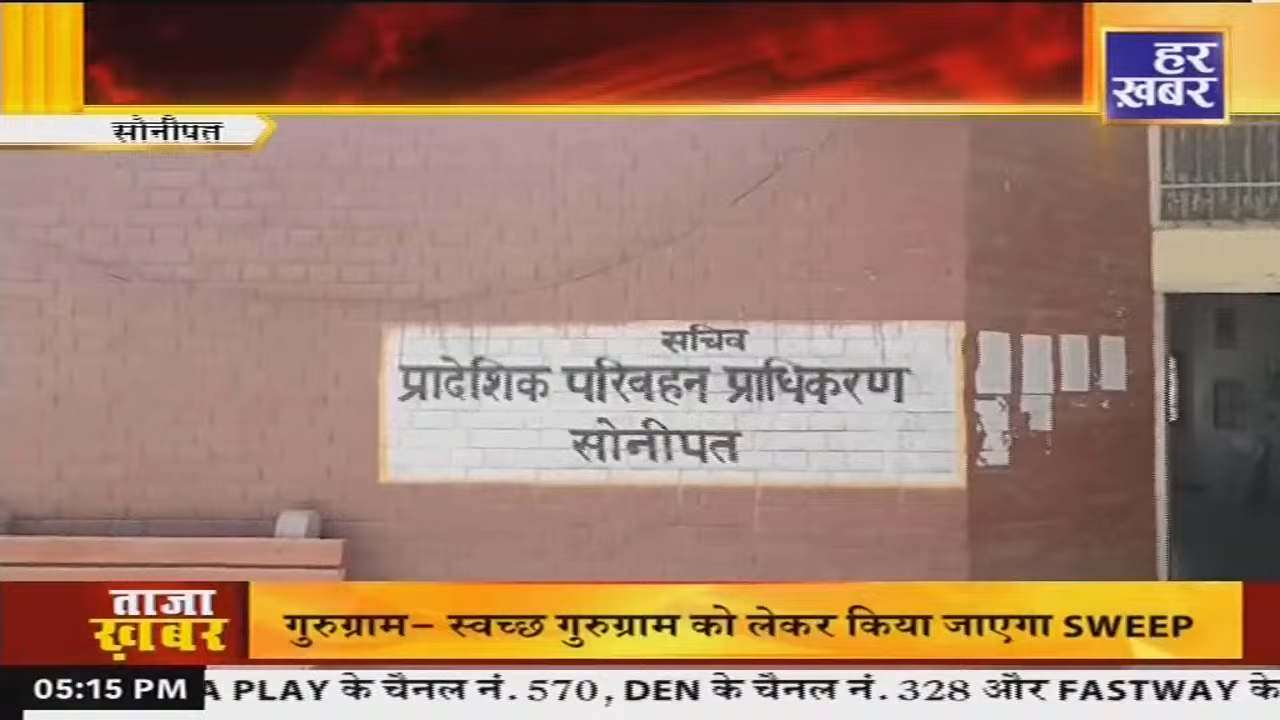 हर
ख़बर
सोनीपत
सचिव
प्रादेशिक परिवहन प्राधिकरण
सोनीपत
ताजा
ख़बर
गुरुग्राम– स्वच्छ गुरुग्राम को लेकर किया जाएगा SWEEP
05:15 PM
A PLAY के चैनल नं. 570, DEN के चैनल नं. 328 और FASTWAY के